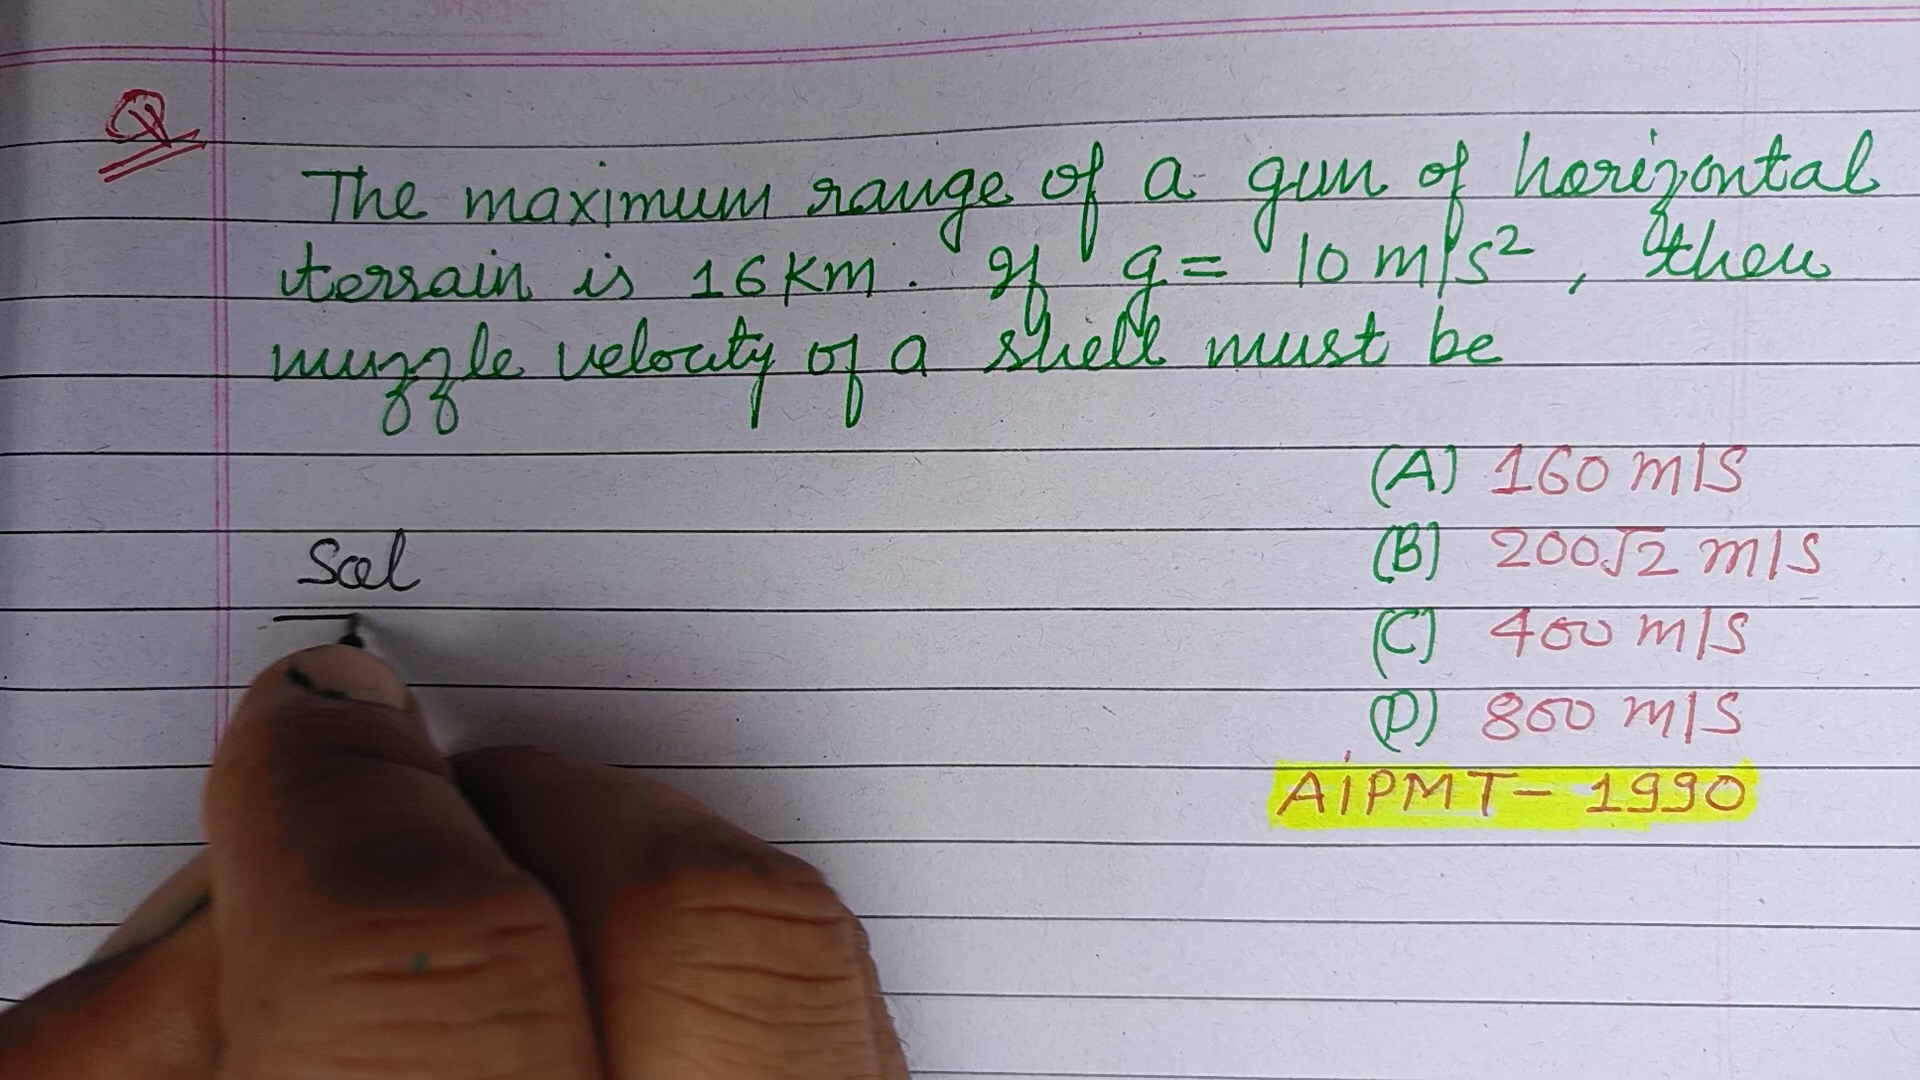 Q
The maximum range of a gun of horizontal
terrain is 16 km. If g = 10 m/s², then
muzzle velocity of a shell must be
(A) 160 m/s
(B) 200√2 m/s
Sol
(C) 400 m/s
(D) 800 m/s
AiPMT - 1990